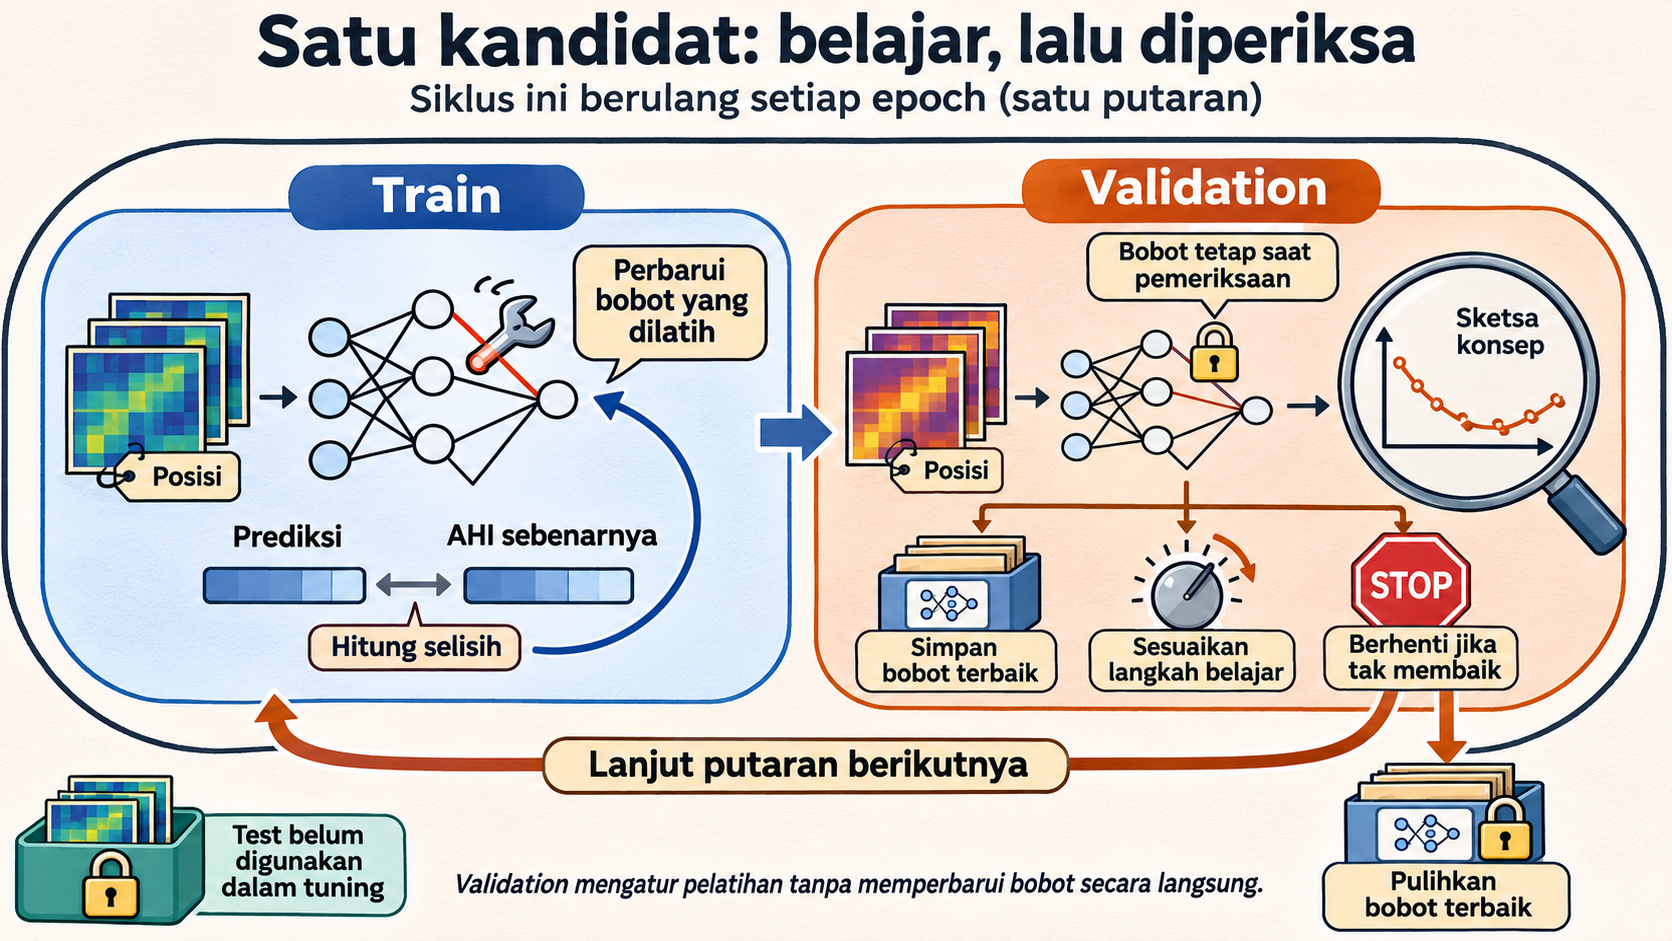 Satu kandidat: belajar, lalu diperiksa
Siklus ini berulang setiap epoch (satu putaran)
Train
Perbarui
bobot yang
dilatih
Posisi
Prediksi
AHI sebenarnya
Hitung selisih
Validation
Bobot tetap saat
pemeriksaan
Sketsa
konsep
Posisi
Simpan
bobot terbaik
Sesuaikan
langkah belajar
STOP
Berhenti jika
tak membaik
Lanjut putaran berikutnya
Test belum
digunakan
dalam tuning
Validation mengatur pelatihan tanpa memperbarui bobot secara langsung.
Pulihkan
bobot terbaik